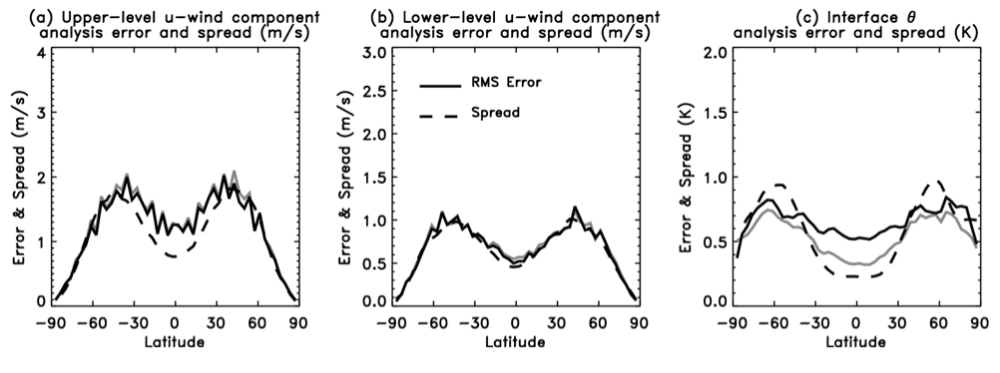 (a) Upper-level u-wind component
analysis error and spread (m/s)
Error & Spread (m/s)
4
3
2
1
0
−90 −60 −30 0 30 60 90
Latitude
(b) Lower-level u-wind component
analysis error and spread (m/s)
Error & Spread (m/s)
3.0
2.5
2.0
1.5
1.0
0.5
0.0
RMS Error
Spread
−90 −60 −30 0 30 60 90
Latitude
(c) Interface θ
analysis error and spread (K)
Error & Spread (K)
2.0
1.5
1.0
0.5
0.0
−90 −60 −30 0 30 60 90
Latitude